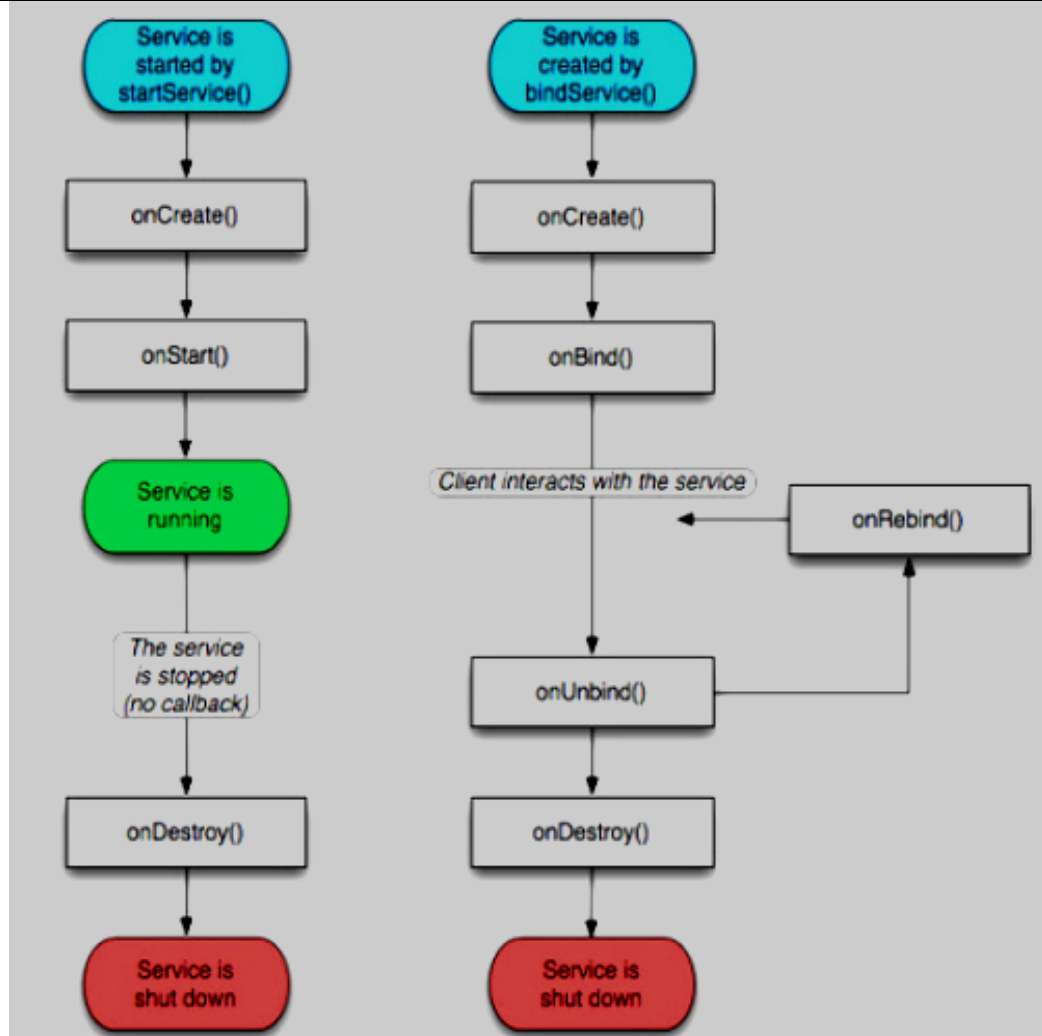 Service is
started by
startService()
onCreate()
onStart()
Service is
running
The service
is stopped
(no callback)
onDestroy()
Service is
shut down
Service is
created by
bindService()
onCreate()
onBind()
Client interacts with the service
onRebind()
onUnbind()
onDestroy()
Service is
shut down